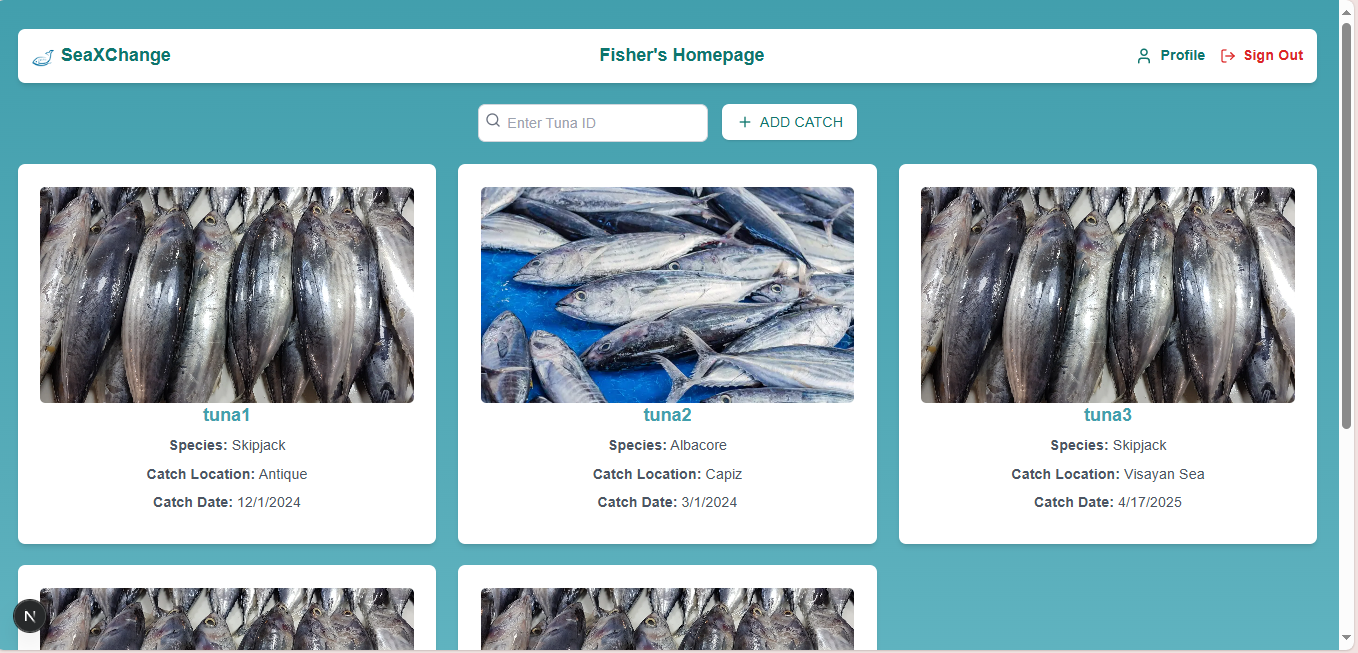 SeaXChange
Fisher's Homepage
Profile
Sign Out
Enter Tuna ID
ADD CATCH
tuna1
Species: Skipjack
Catch Location: Antique
Catch Date: 12/1/2024
tuna2
Species: Albacore
Catch Location: Capiz
Catch Date: 3/1/2024
tuna3
Species: Skipjack
Catch Location: Visayan Sea
Catch Date: 4/17/2025
N